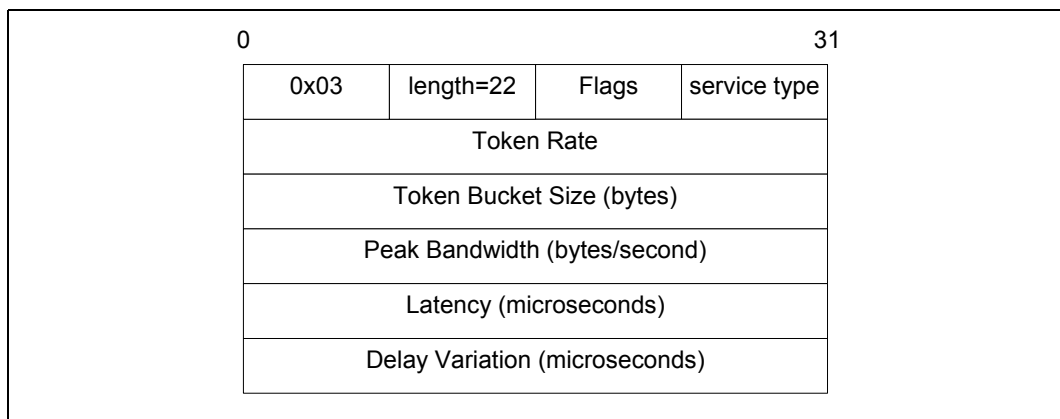 0 31
0x03 length=22 Flags service type
Token Rate
Token Bucket Size (bytes)
Peak Bandwidth (bytes/second)
Latency (microseconds)
Delay Variation (microseconds)